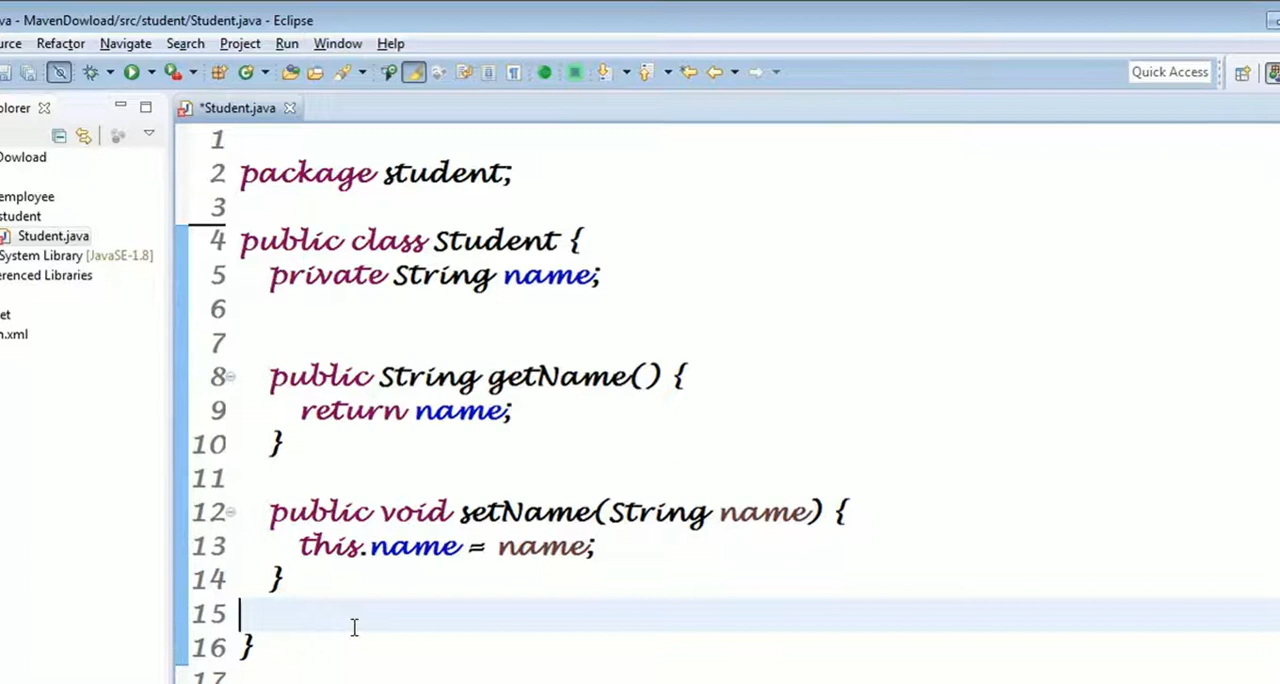 va - MavenDowload/src/student/Student.java - Eclipse
urce Refactor Navigate Search Project Run Window Help
Quick Access
plorer
*Student.java
Dowload
employee
student
Student.java
System Library [JavaSE-1.8]
erenced Libraries
et
n.xml
1
2 package student;
3
4 public class Student {
5 private String name;
6
7
8 public String getName() {
9 return name;
10 }
11
12 public void setName(String name) {
13 this.name = name;
14 }
15
16 }
17